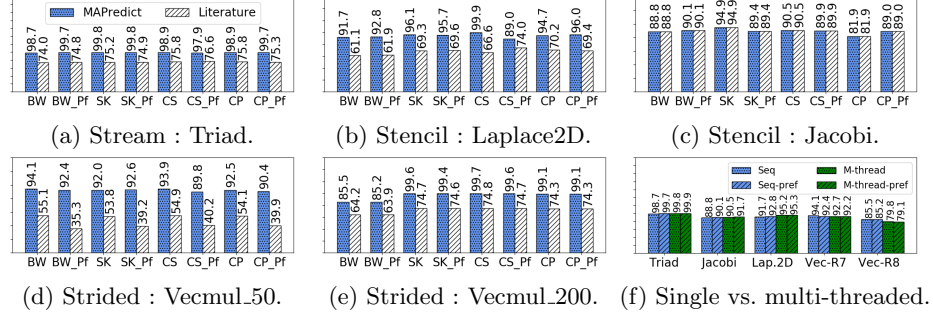 MAPredict Literature
98.7 74.0 99.7 74.8 99.8 75.2 99.8 74.9 98.9 75.8 97.9 76.6 98.9 75.8 99.7 75.3
BW BW_Pf SK SK_Pf CS CS_Pf CP CP_Pf
(a) Stream : Triad.
91.7 61.1 92.8 61.9 96.1 69.3 95.7 69.6 99.9 66.6 89.0 74.0 94.7 70.2 96.0 69.4
BW BW_Pf SK SK_Pf CS CS_Pf CP CP_Pf
(b) Stencil : Laplace2D.
88.8 88.8 90.1 90.1 94.9 94.9 89.4 89.4 90.5 90.5 89.9 89.9 81.9 81.9 89.0 89.0
BW BW_Pf SK SK_Pf CS CS_Pf CP CP_Pf
(c) Stencil : Jacobi.
94.1 55.1 92.4 35.3 92.0 53.8 92.6 39.2 93.9 54.9 89.8 40.2 92.5 54.1 90.4 39.9
BW BW_Pf SK SK_Pf CS CS_Pf CP CP_Pf
(d) Strided : Vecmul_50.
85.5 64.2 85.2 63.9 99.6 74.7 99.4 74.6 99.7 74.8 99.6 74.7 99.1 74.3 99.1 74.3
BW BW_Pf SK SK_Pf CS CS_Pf CP CP_Pf
(e) Strided : Vecmul_200.
Seq M-thread
Seq-pref M-thread-pref
98.7 99.7 99.8 99.9 88.8 90.1 90.5 91.7 91.7 92.8 95.2 95.3 94.1 92.4 92.7 92.2 85.5 85.2 79.8 79.1
Triad Jacobi Lap.2D Vec-R7 Vec-R8
(f) Single vs. multi-threaded.